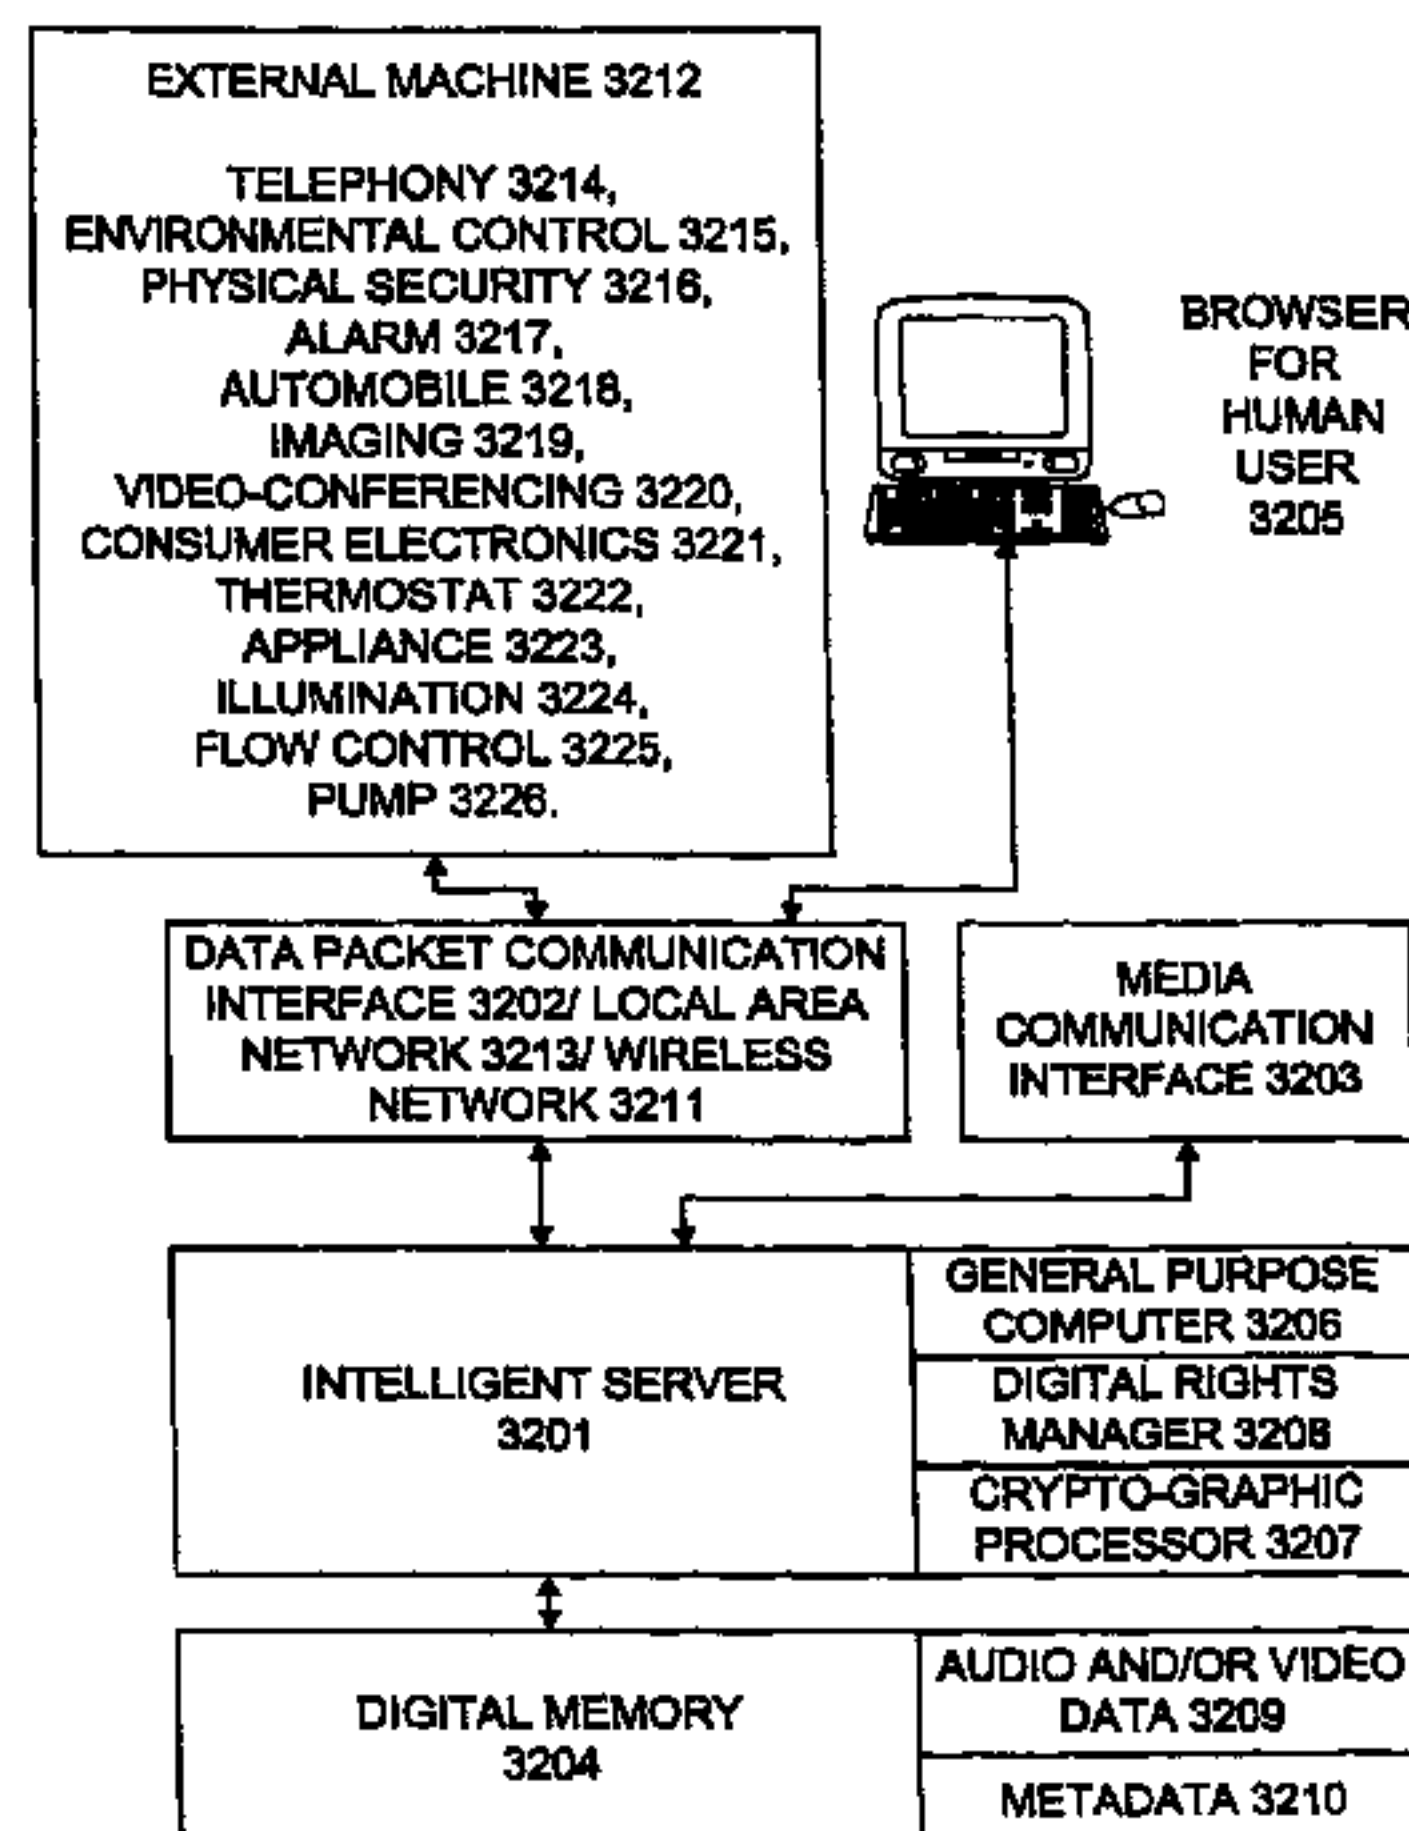 EXTERNAL MACHINE 3212
TELEPHONY 3214,
ENVIRONMENTAL CONTROL 3215,
PHYSICAL SECURITY 3216,
ALARM 3217,
AUTOMOBILE 3218,
IMAGING 3219,
VIDEO-CONFERENCING 3220,
CONSUMER ELECTRONICS 3221,
THERMOSTAT 3222,
APPLIANCE 3223,
ILLUMINATION 3224,
FLOW CONTROL 3225,
PUMP 3226.
BROWSER
FOR
HUMAN
USER
3205
DATA PACKET COMMUNICATION
INTERFACE 3202/ LOCAL AREA
NETWORK 3213/ WIRELESS
NETWORK 3211
MEDIA
COMMUNICATION
INTERFACE 3203
INTELLIGENT SERVER
3201
GENERAL PURPOSE
COMPUTER 3206
DIGITAL RIGHTS
MANAGER 3208
CRYPTO-GRAPHIC
PROCESSOR 3207
DIGITAL MEMORY
3204
AUDIO AND/OR VIDEO
DATA 3209
METADATA 3210